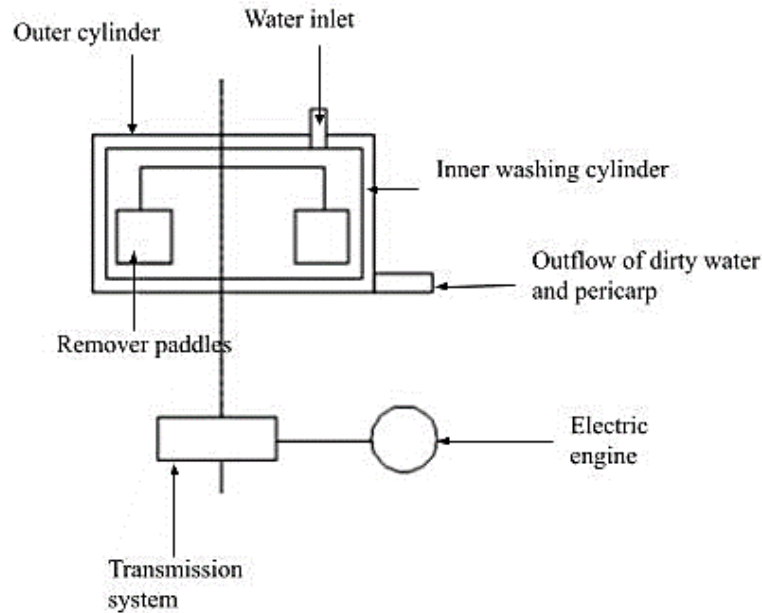 Water inlet
Outer cylinder
Inner washing cylinder
Outflow of dirty water
and pericarp
Remover paddles
Electric
engine
Transmission
system